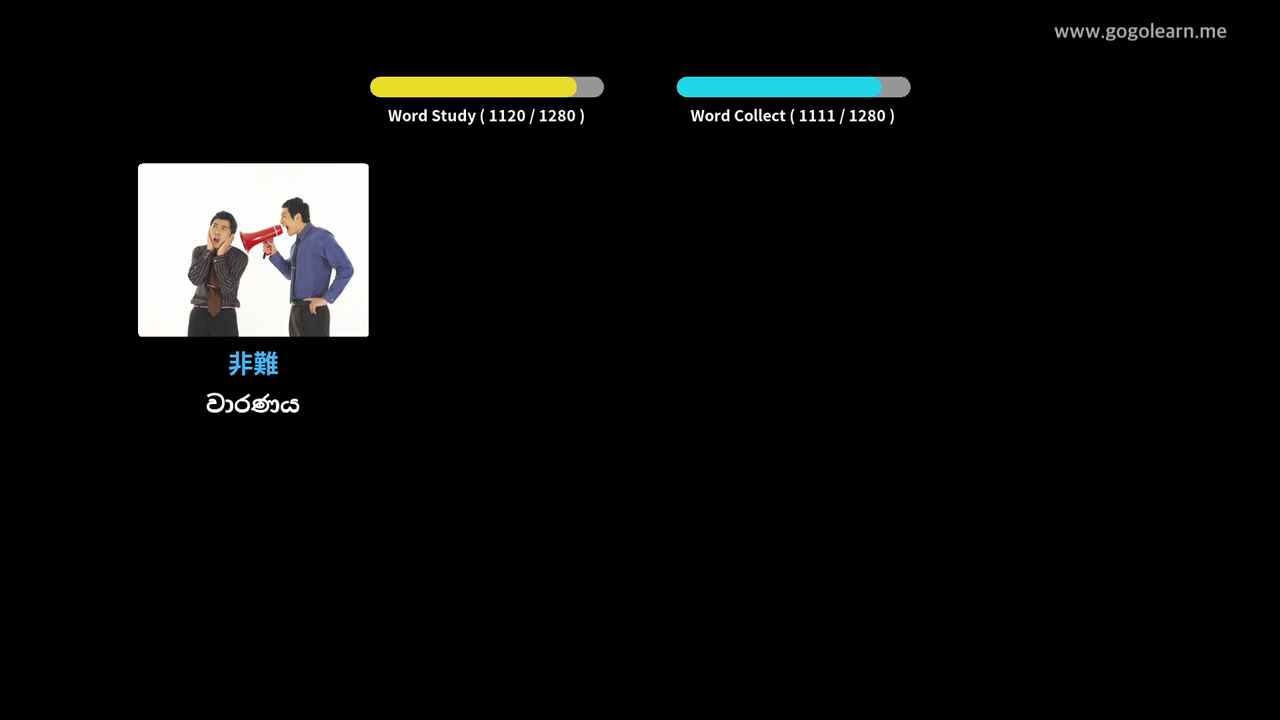 www.gogolearn.me
Word Study ( 1120 / 1280 )
Word Collect ( 1111 / 1280 )
非難
වාරණය